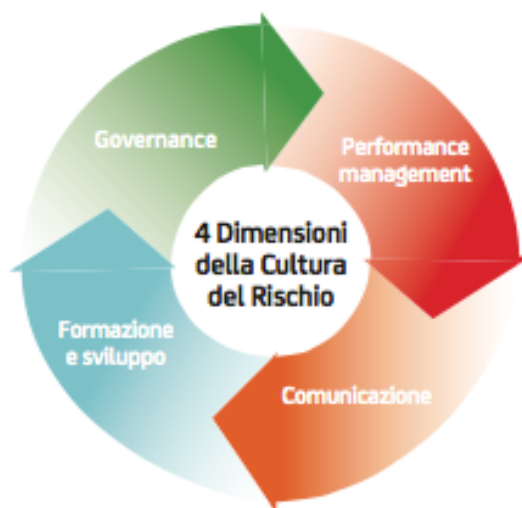 Governance
Performance
management
4 Dimensioni
della Cultura
del Rischio
Formazione
e sviluppo
Comunicazione